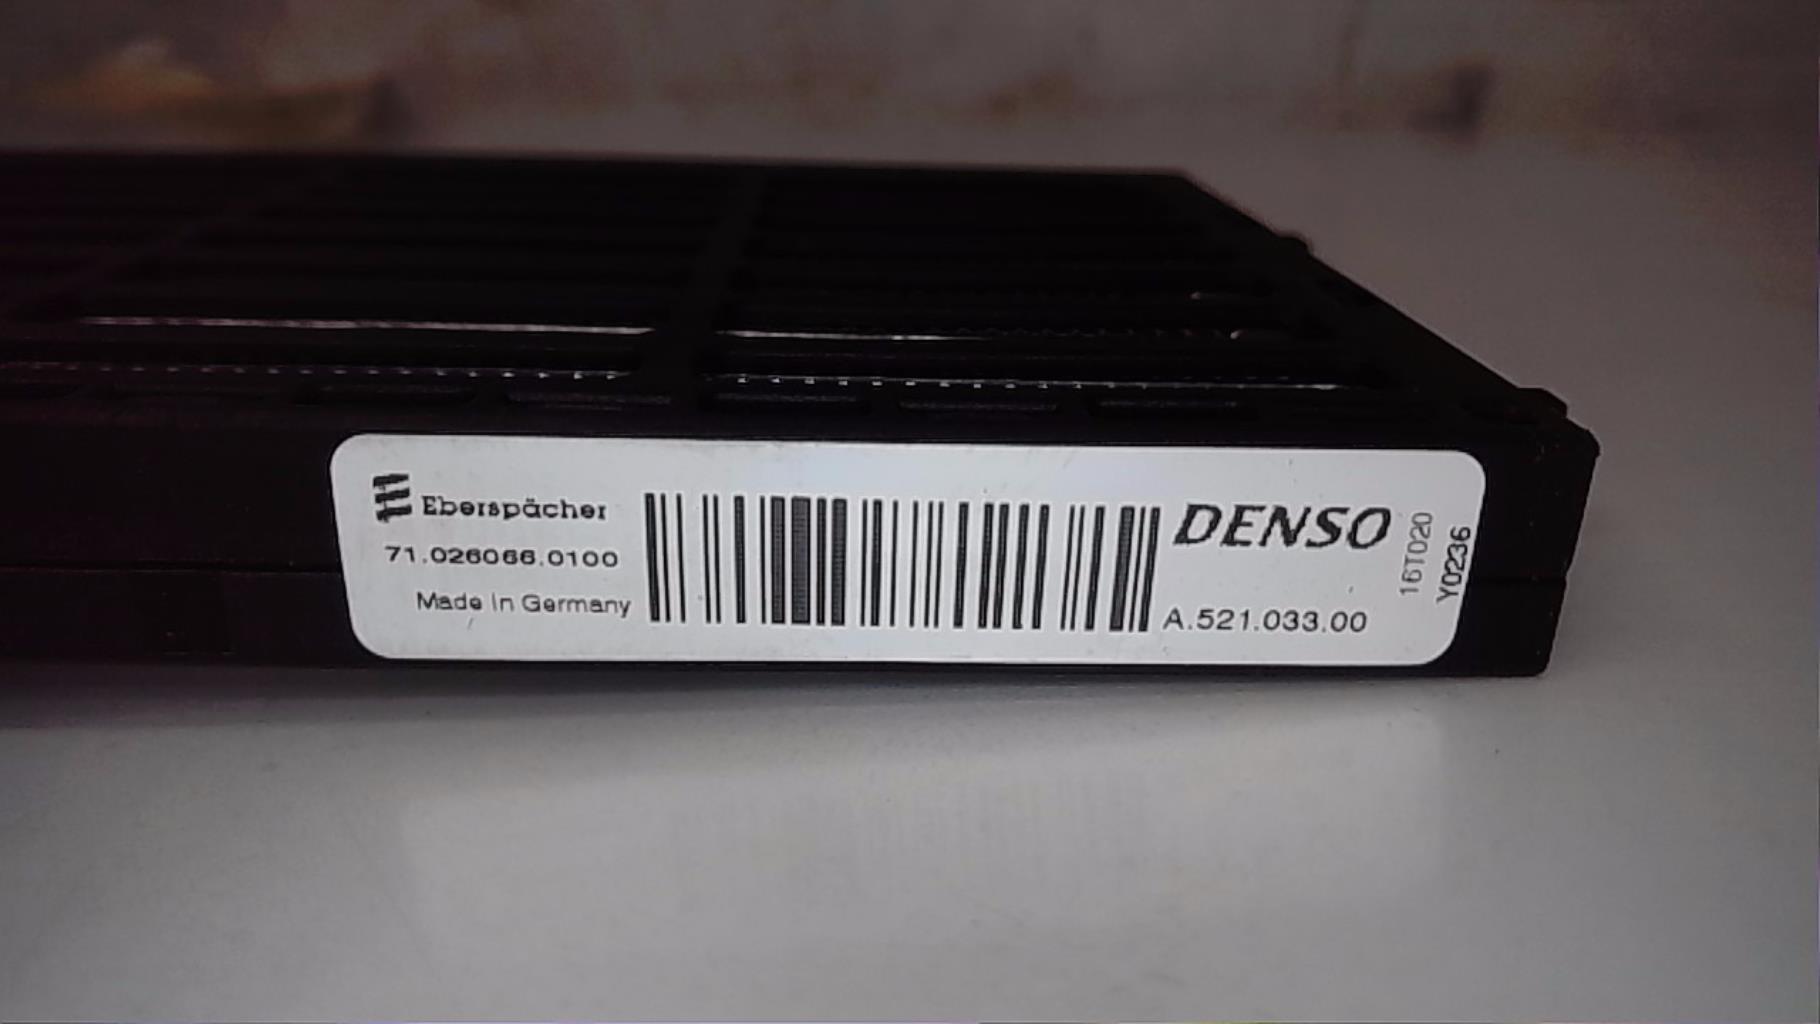 Eberspächer
71.026066.0100
Made in Germany
DENSO
A.521.033.00
16T020
Y0236